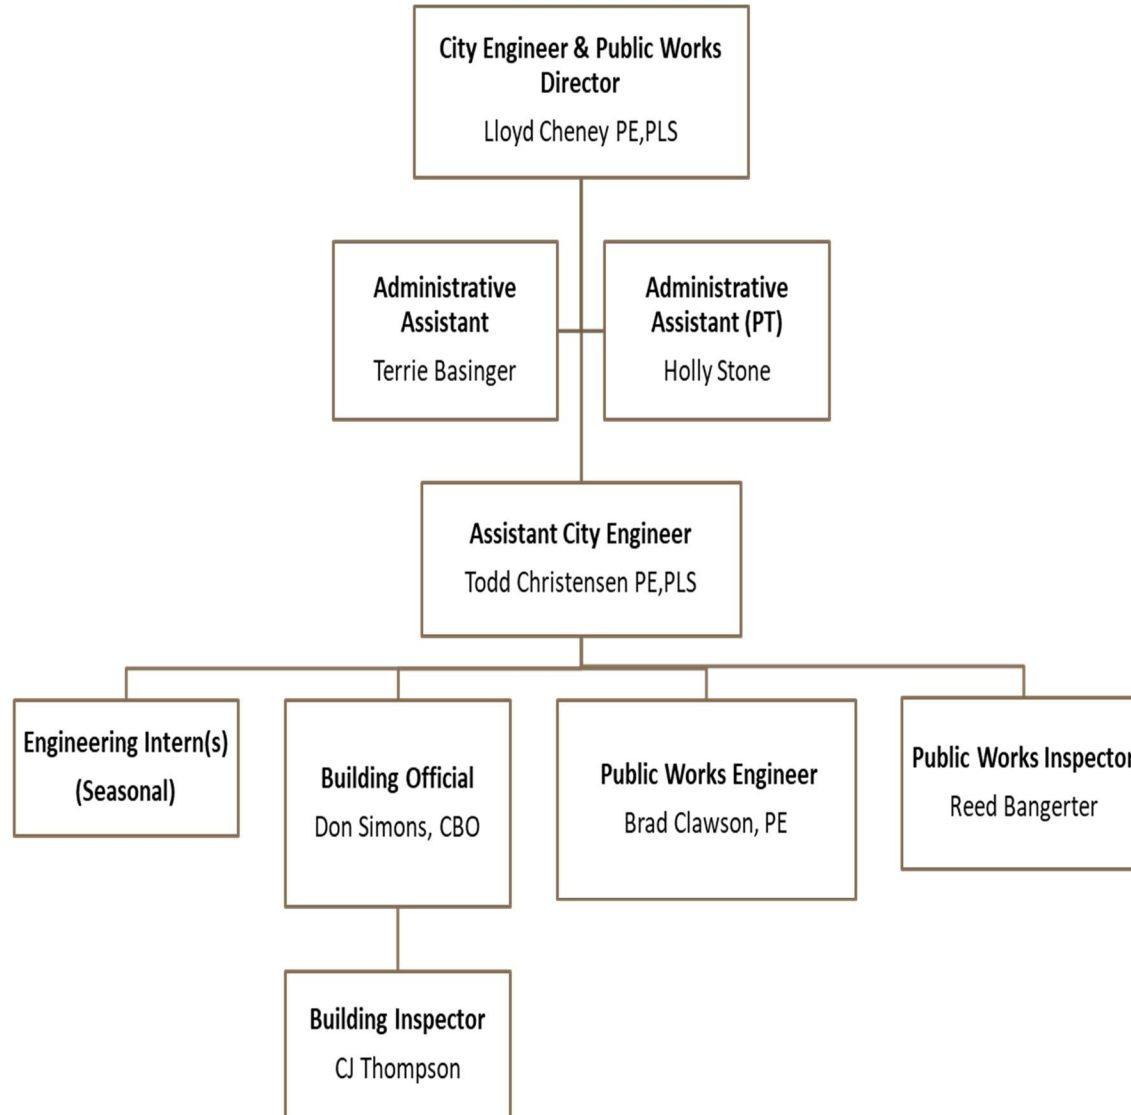 City Engineer & Public Works
Director
Lloyd Cheney PE,PLS
Administrative
Assistant
Terrie Basinger
Administrative
Assistant (PT)
Holly Stone
Assistant City Engineer
Todd Christensen PE,PLS
Engineering Intern(s)
(Seasonal)
Building Official
Don Simons, CBO
Public Works Engineer
Brad Clawson, PE
Public Works Inspector
Reed Bangerter
Building Inspector
CJ Thompson